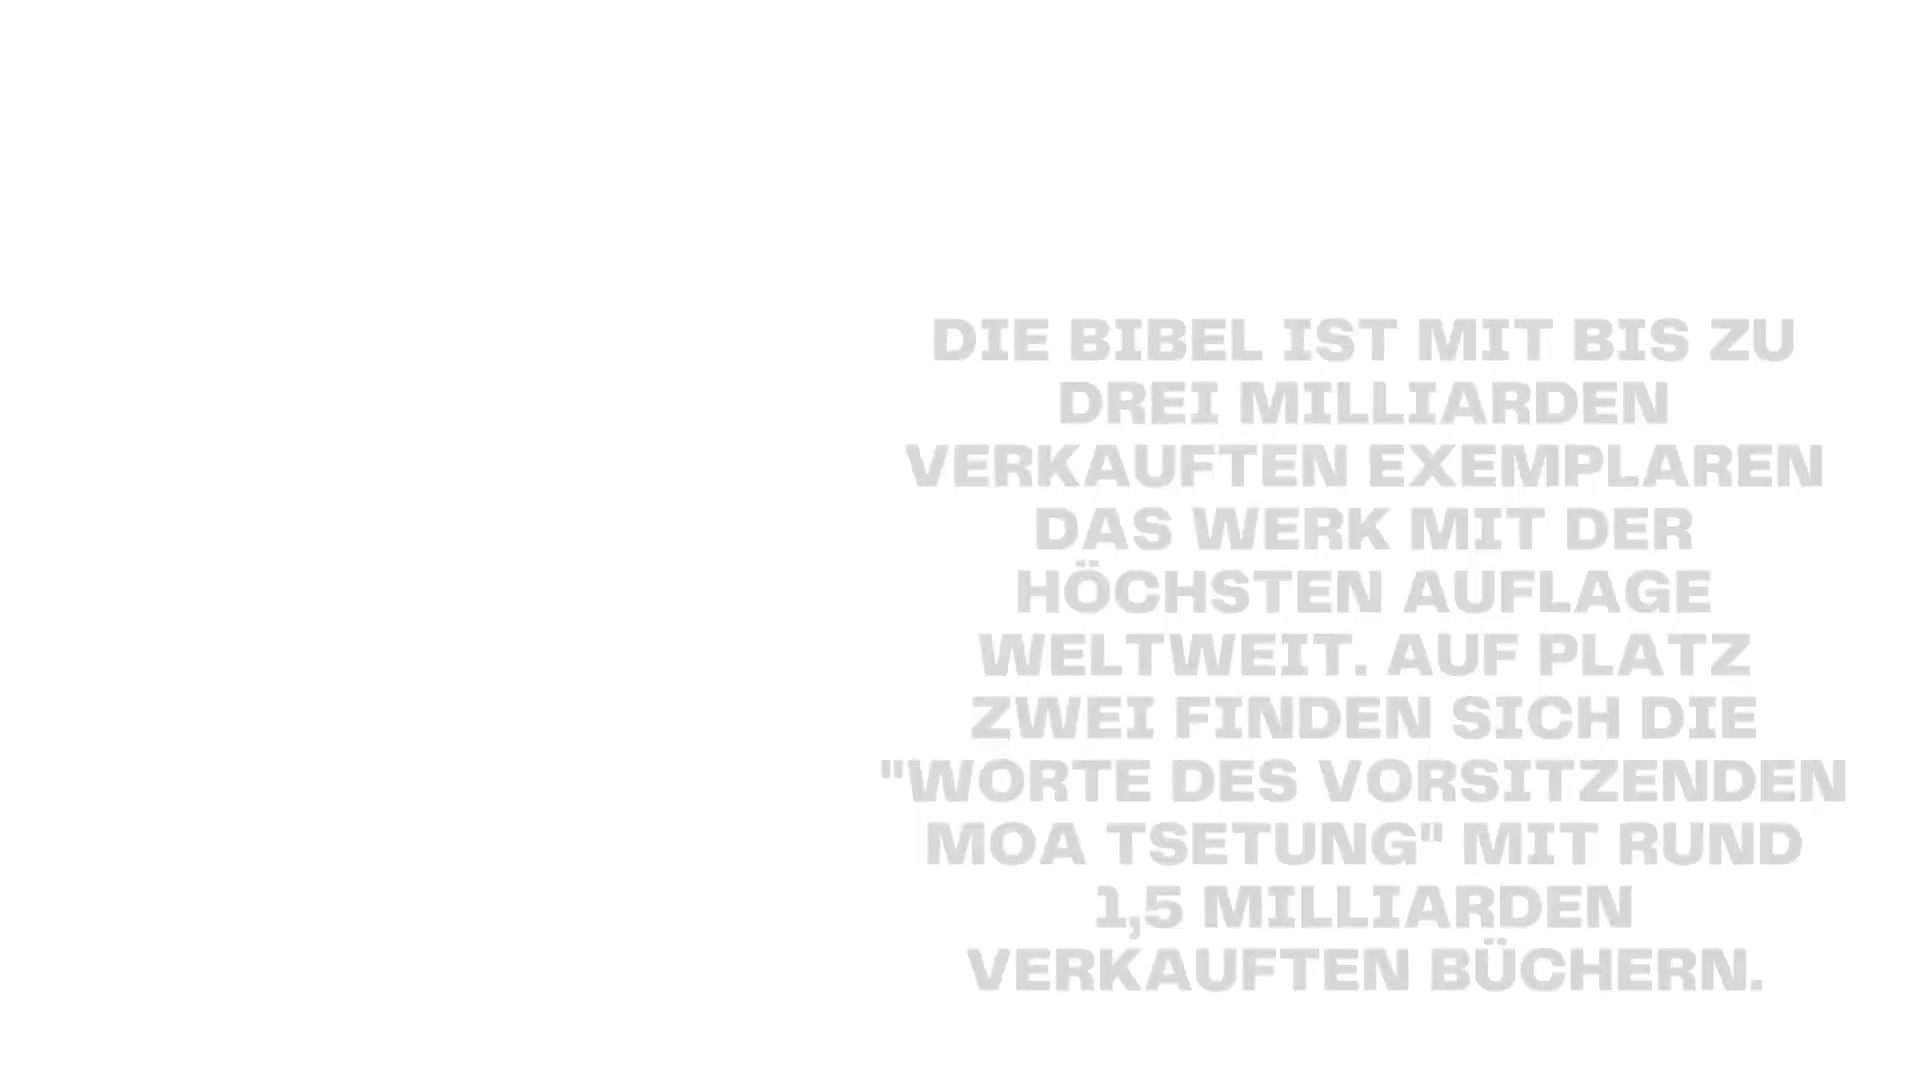 DIE BIBEL IST MIT BIS ZU
DREI MILLIARDEN
VERKAUFTEN EXEMPLAREN
DAS WERK MIT DER
HÖCHSTEN AUFLAGE
WELTWEIT. AUF PLATZ
ZWEI FINDEN SICH DIE
"WORTE DES VORSITZENDEN
MOA TSETUNG" MIT RUND
1,5 MILLIARDEN
VERKAUFTEN BÜCHERN.